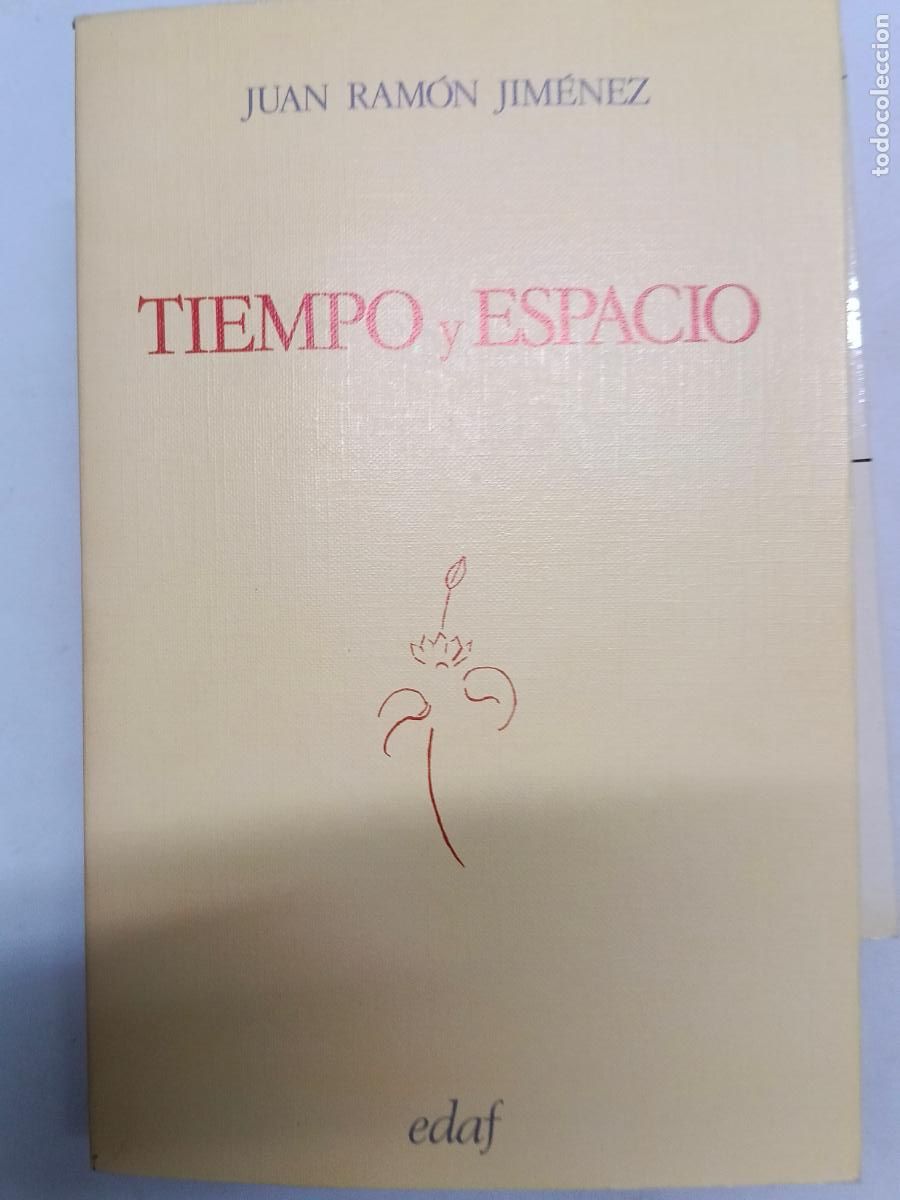 JUAN RAMÓN JIMÉNEZ
TIEMPO y ESPACIO
edaf
todocoleccion